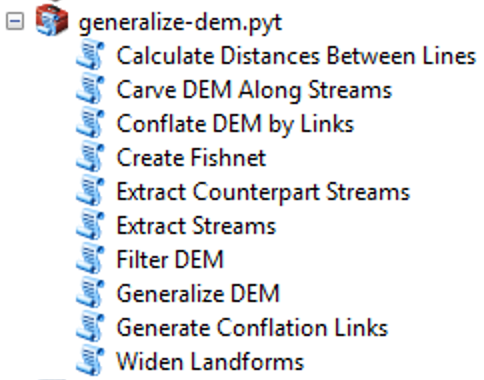 generalize-dem.pyt
Calculate Distances Between Lines
Carve DEM Along Streams
Conflate DEM by Links
Create Fishnet
Extract Counterpart Streams
Extract Streams
Filter DEM
Generalize DEM
Generate Conflation Links
Widen Landforms